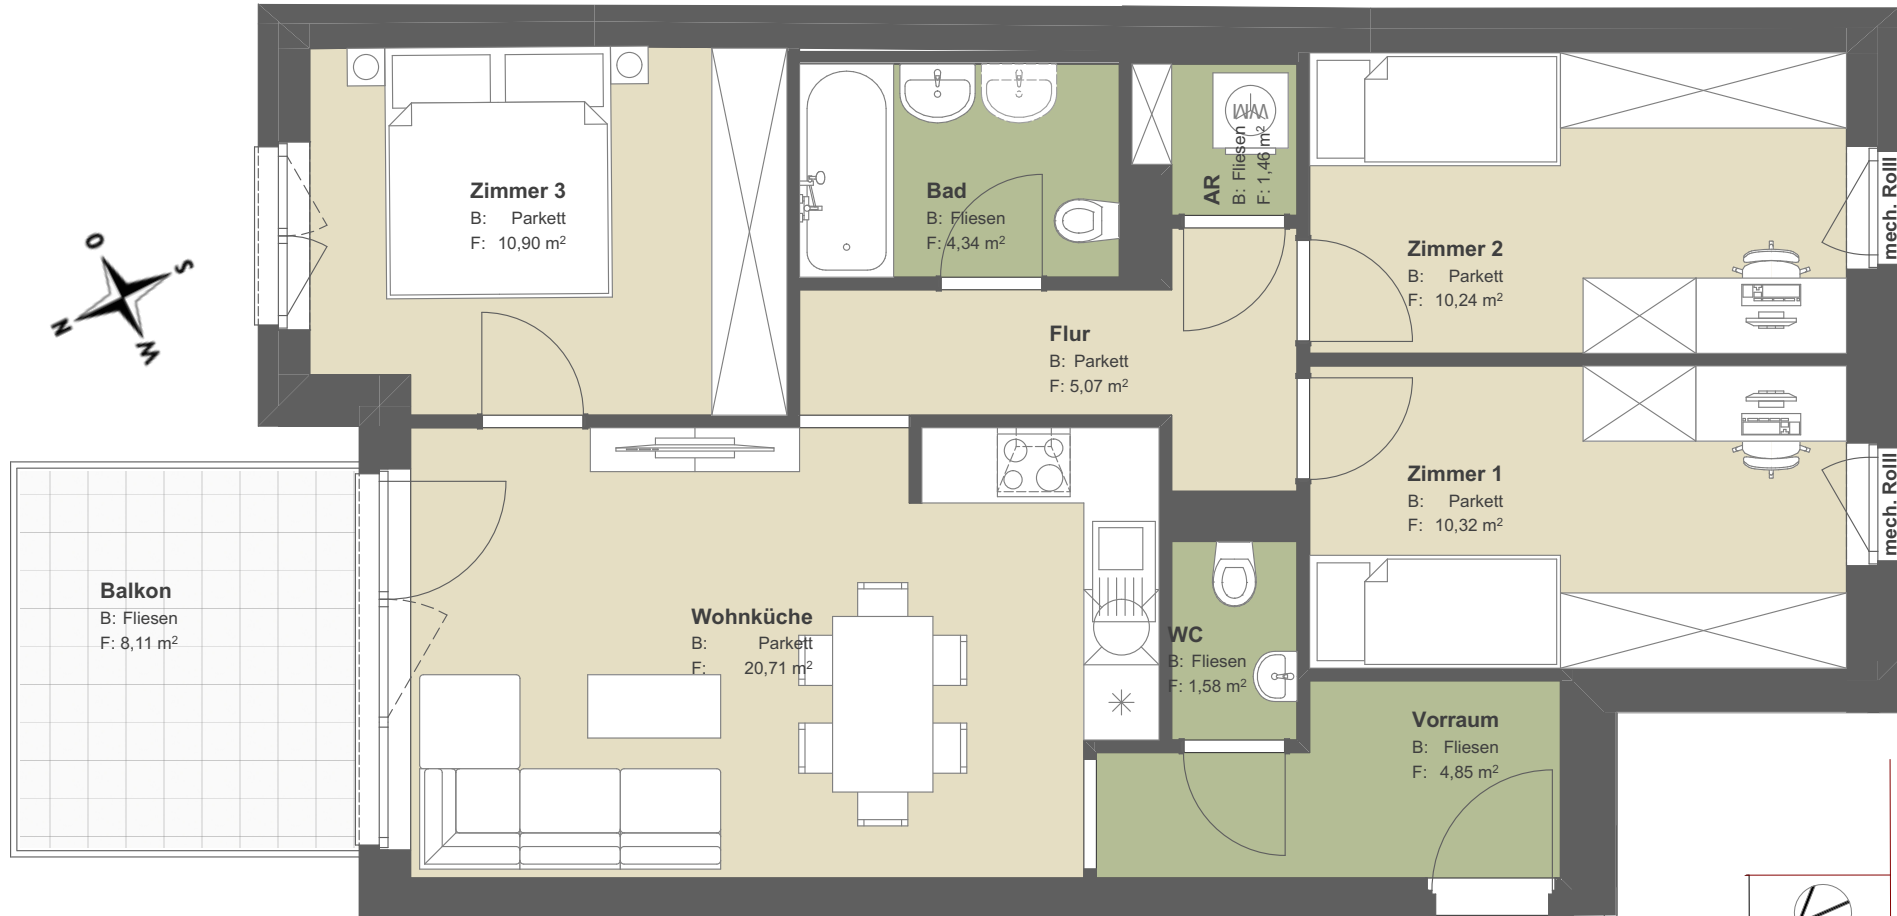 Zimmer 3
B: Parkett
F: 10,90 m²
Bad
B: Fliesen
F: 4,34 m²
AR
B: Fliesen
F: 1,46 m²
WM
Zimmer 2
B: Parkett
F: 10,24 m²
mech. Rolll
O
S
N
W
Flur
B: Parkett
F: 5,07 m²
Zimmer 1
B: Parkett
F: 10,32 m²
mech. Rolll
Balkon
B: Fliesen
F: 8,11 m²
Wohnküche
B: Parkett
F: 20,71 m²
WC
B: Fliesen
F: 1,58 m²
Vorraum
B: Fliesen
F: 4,85 m²